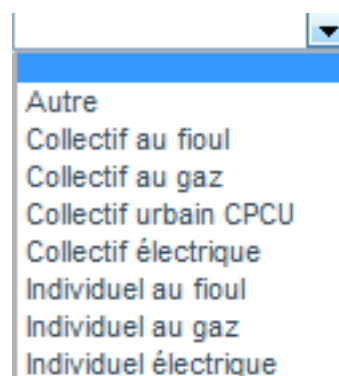 Autre
Collectif au fioul
Collectif au gaz
Collectif urbain CPCU
Collectif électrique
Individuel au fioul
Individuel au gaz
Individuel électrique